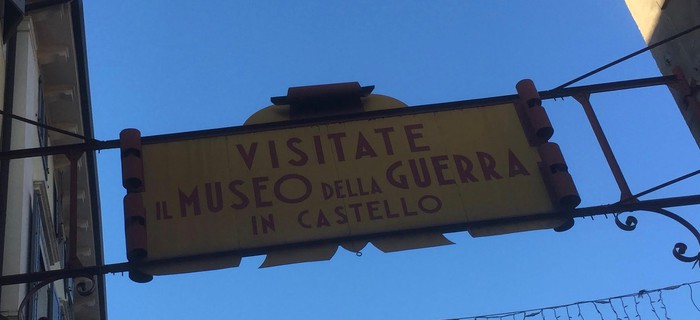 VISITATE
IL MUSEO DELLA GUERRA
IN CASTELLO